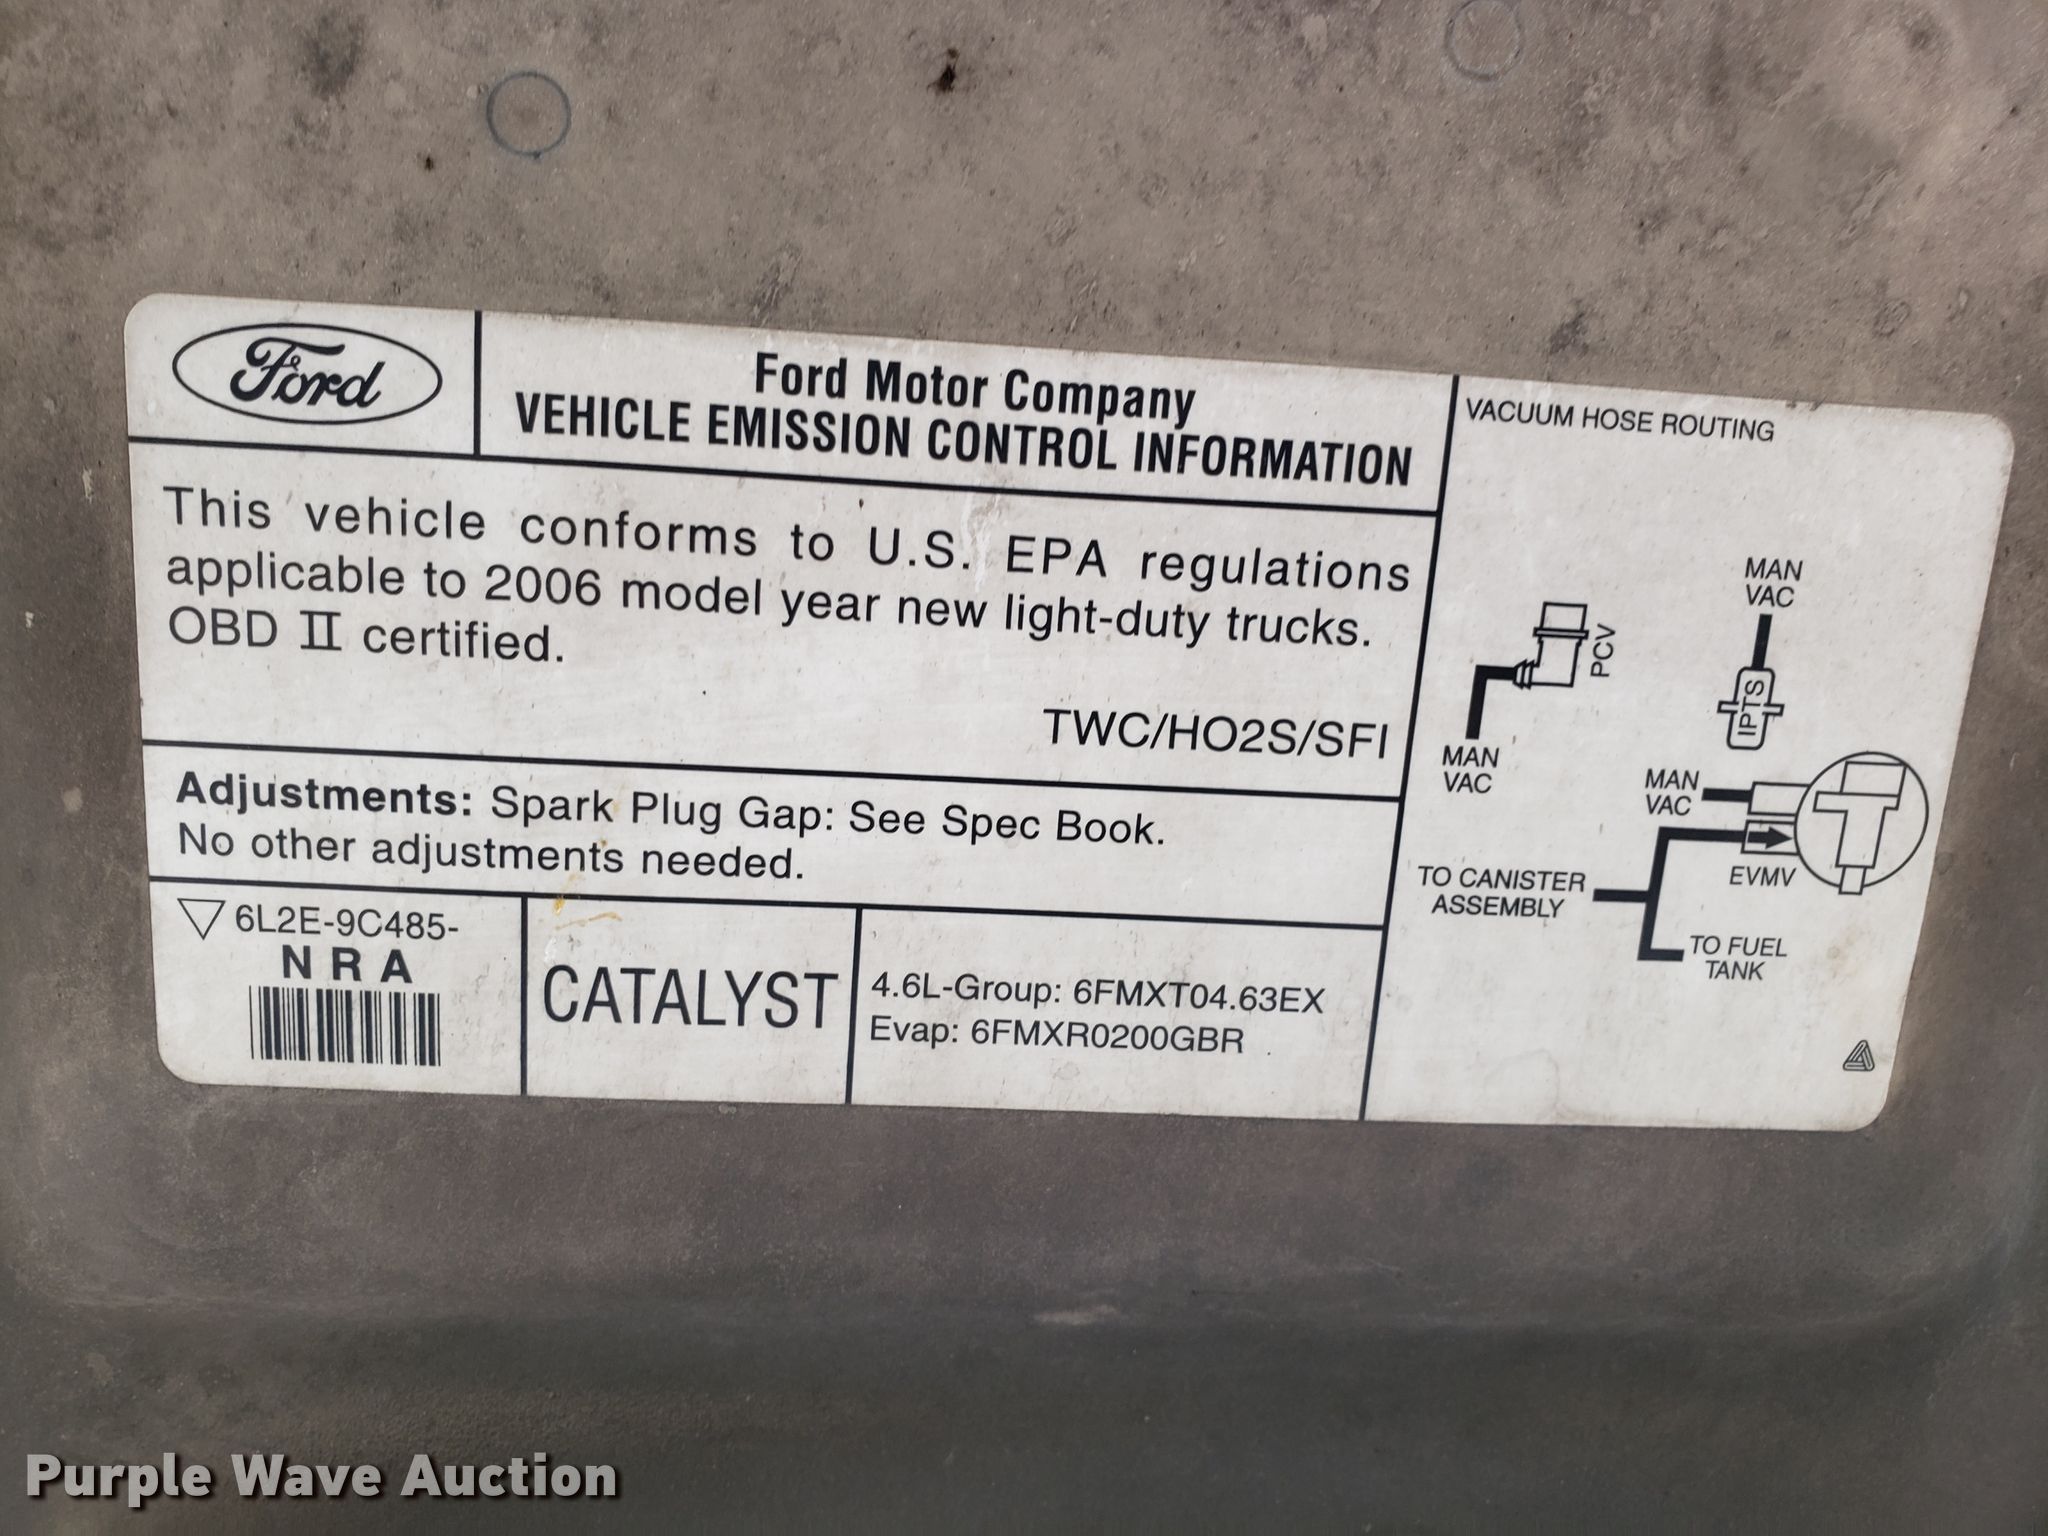 Ford
Ford Motor Company
VEHICLE EMISSION CONTROL INFORMATION
This vehicle conforms to U.S. EPA regulations
applicable to 2006 model year new light-duty trucks.
OBD II certified.
TWC/HO2S/SFI
Adjustments: Spark Plug Gap: See Spec Book.
No other adjustments needed.
6L2E-9C485-
N R A
CATALYST
4.6L-Group: 6FMXT04.63EX
Evap: 6FMXR0200GBR
VACUUM HOSE ROUTING
MAN
VAC
PCV
MAN
VAC
IPTS
MAN
VAC
EVMV
TO CANISTER
ASSEMBLY
TO FUEL
TANK
Purple Wave Auction